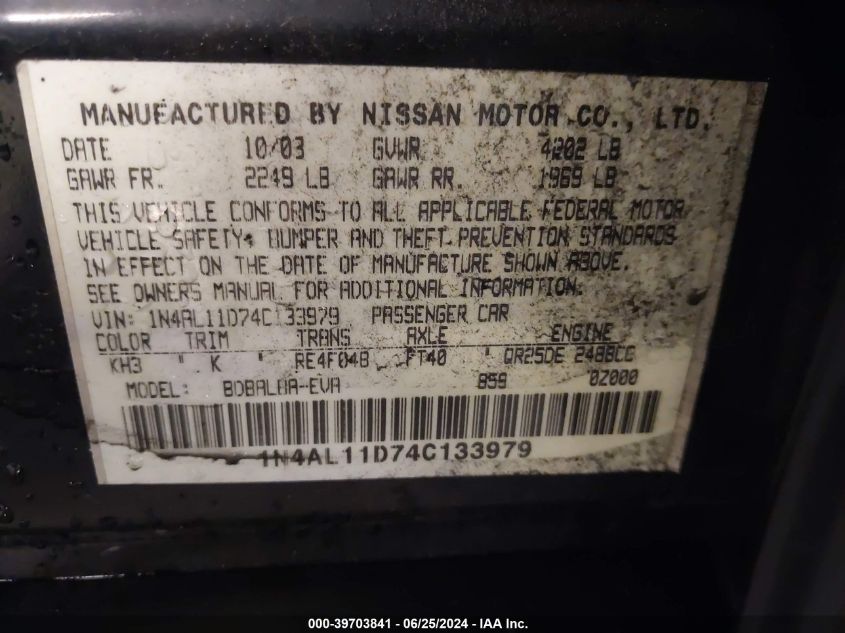 MANUFACTURED BY NISSAN MOTOR CO., LTD.
DATE 10/03 GVWR 4202 LB
GAWR FR. 2249 LB GAWR RR. 1969 LB
THIS VEHICLE CONFORMS TO ALL APPLICABLE FEDERAL MOTOR
VEHICLE SAFETY, BUMPER AND THEFT PREVENTION STANDARDS
IN EFFECT ON THE DATE OF MANUFACTURE SHOWN ABOVE.
SEE OWNERS MANUAL FOR ADDITIONAL INFORMATION.
VIN: 1N4AL11D74C133979 PASSENGER CAR
COLOR TRIM TRANS AXLE ENGINE
KH3 " K " RE4F04B FT40 " QR25DE 2488CC
MODEL: BDBALAA-EVA 859 0Z000
1N4AL11D74C133979
000-39703841 - 06/25/2024 - IAA Inc.